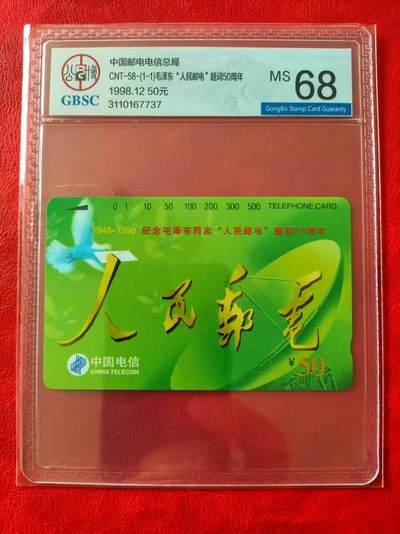 公博
GBSC
中国邮电电信总局
CNT-58-(1-1)毛泽东“人民邮电”题词50周年
1998.12 50元
3110167737
MS 68
GongBo Stamp Card Guaranty
0 1 10 50 100 200 300 500 TELEPHONE CARD
1948-1998 纪念毛泽东同志“人民邮电”题词50周年
人民邮电
中国电信
CHINA TELECOM
¥50